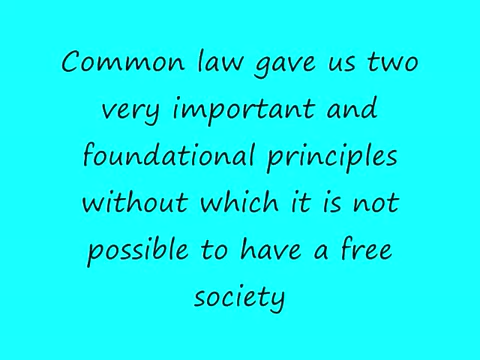 Common law gave us two
very important and
foundational principles
without which it is not
possible to have a free
society